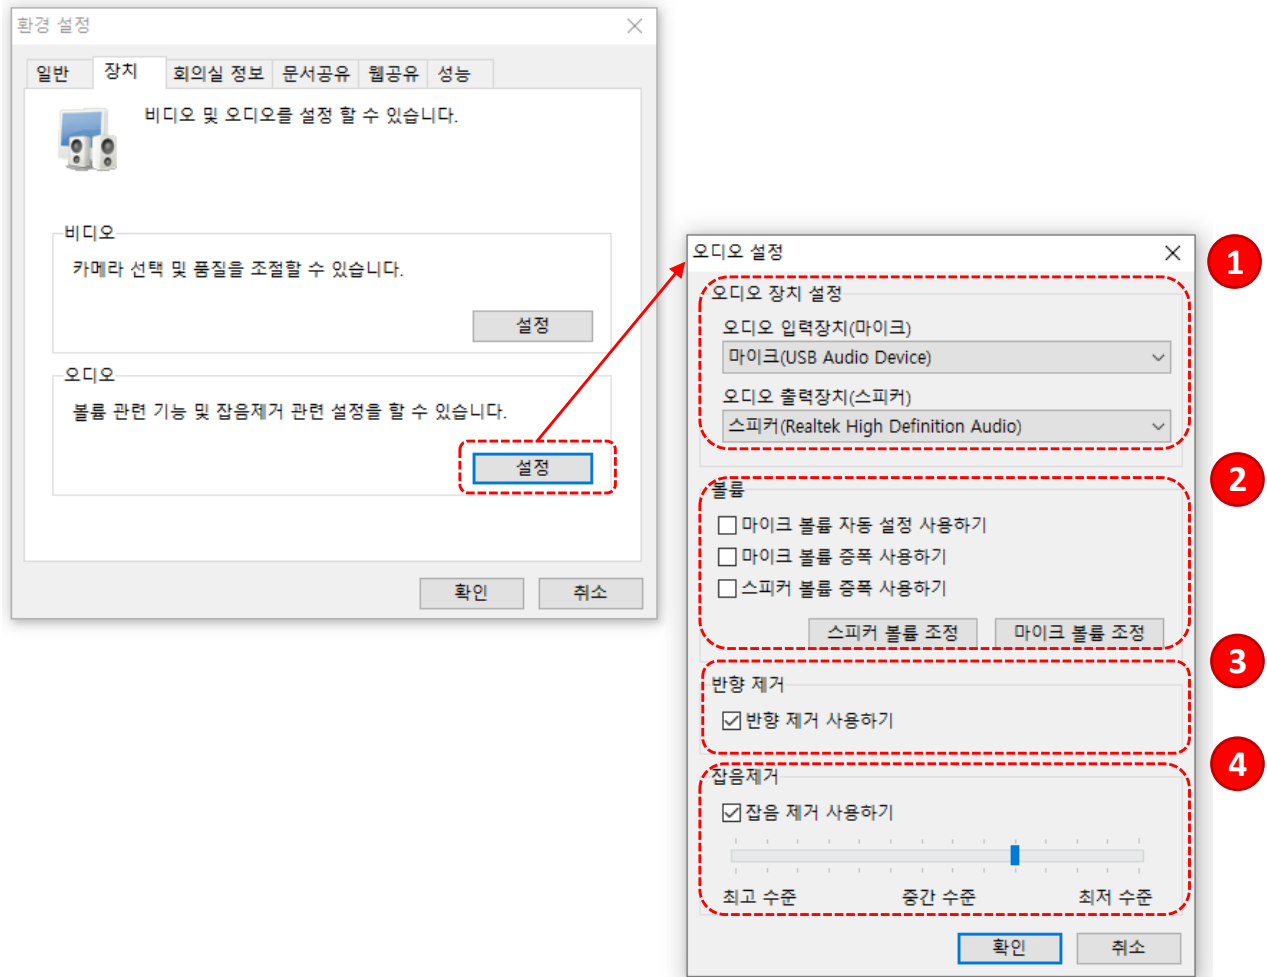 환경 설정
일반 장치 회의실 정보 문서공유 웹공유 성능
비디오 및 오디오를 설정 할 수 있습니다.
비디오
카메라 선택 및 품질을 조절할 수 있습니다.
설정
오디오
볼륨 관련 기능 및 잡음제거 관련 설정을 할 수 있습니다.
설정
확인 취소
오디오 설정
1
오디오 장치 설정
오디오 입력장치(마이크)
마이크(USB Audio Device)
오디오 출력장치(스피커)
스피커(Realtek High Definition Audio)
2
볼륨
마이크 볼륨 자동 설정 사용하기
마이크 볼륨 증폭 사용하기
스피커 볼륨 증폭 사용하기
스피커 볼륨 조정 마이크 볼륨 조정
3
반향 제거
반향 제거 사용하기
4
잡음제거
잡음 제거 사용하기
최고 수준 중간 수준 최저 수준
확인 취소